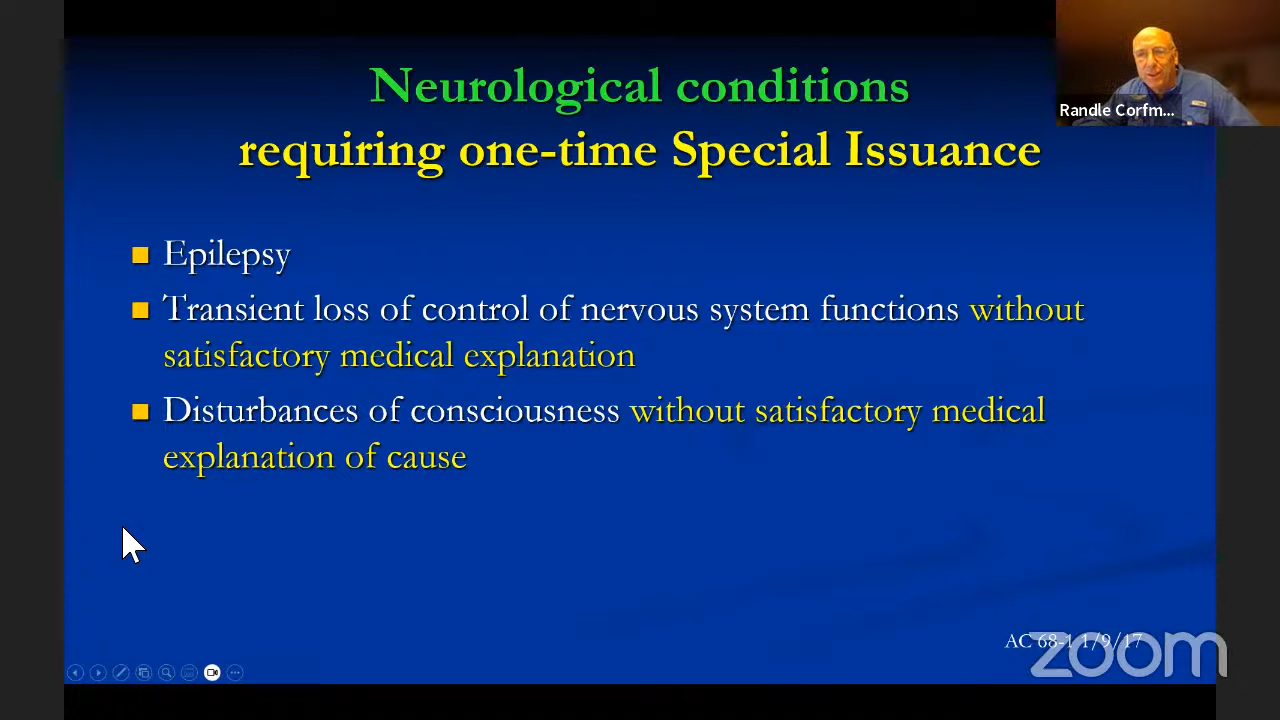 Neurological conditions
requiring one-time Special Issuance
Randle Corfm...
Epilepsy
Transient loss of control of nervous system functions without
satisfactory medical explanation
Disturbances of consciousness without satisfactory medical
explanation of cause
AC 68-1 1/9/17
zoom